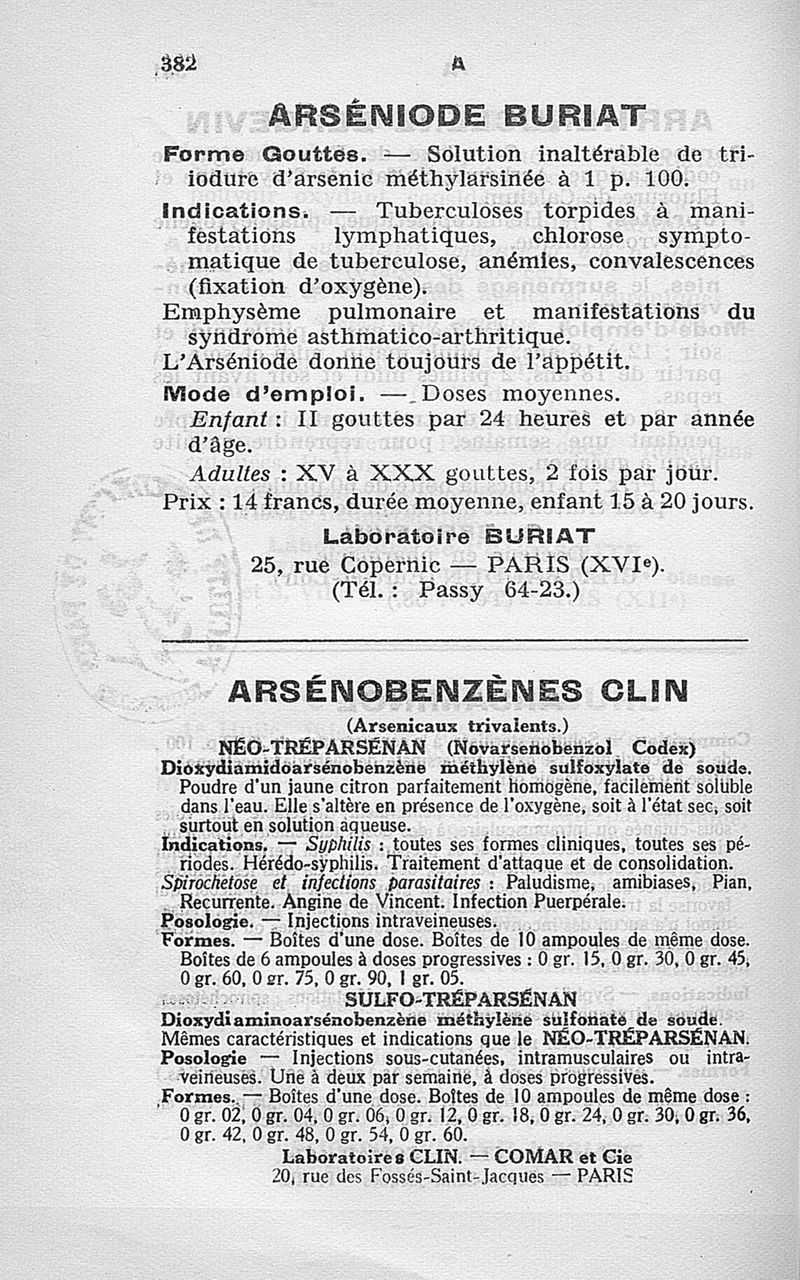 382
A
ARSÉNIODE BURIAT
Forme Gouttes. — Solution inaltérable de tri-
iodure d'arsenic méthylarsinée à 1 p. 100.
Indications. — Tuberculoses torpides à mani-
festations lymphatiques, chlorose sympto-
matique de tuberculose, anémies, convalescences
(fixation d'oxygène).
Emphysème pulmonaire et manifestations du
syndrome asthmatico-arthritique.
L'Arséniode donne toujours de l'appétit.
Mode d'emploi. — Doses moyennes.
Enfant : II gouttes par 24 heures et par année
d'âge.
Adultes : XV à XXX gouttes, 2 fois par jour.
Prix : 14 francs, durée moyenne, enfant 15 à 20 jours.
Laboratoire BURIAT
25, rue Copernic — PARIS (XVIe).
(Tél. : Passy 64-23.)
ARSÉNOBENZÈNES CLIN
(Arsenicaux trivalents.)
NÉO-TRÉPARSÉNAN (Novarsenobenzol Codex)
Dioxydiamidoarsénobenzène méthylène sulfoxylate de soude.
Poudre d'un jaune citron parfaitement homogène, facilement soluble
dans l'eau. Elle s'altère en présence de l'oxygène, soit à l'état sec, soit
surtout en solution aqueuse.
Indications. — Syphilis : toutes ses formes cliniques, toutes ses pé-
riodes. Hérédo-syphilis. Traitement d'attaque et de consolidation.
Spirochetose et infections parasitaires : Paludisme, amibiases, Pian,
Recurrente. Angine de Vincent. Infection Puerpérale.
Posologie. — Injections intraveineuses.
Formes. — Boîtes d'une dose. Boîtes de 10 ampoules de même dose.
Boîtes de 6 ampoules à doses progressives : 0 gr. 15, 0 gr. 30, 0 gr. 45,
0 gr. 60, 0 gr. 75, 0 gr. 90, 1 gr. 05.
SULFO-TRÉPARSÉNAN
Dioxydiaminoarsénobenzène méthylène sulfonate de soude.
Mêmes caractéristiques et indications que le NÉO-TRÉPARSÉNAN.
Posologie — Injections sous-cutanées, intramusculaires ou intra-
veineuses. Une à deux par semaine, à doses progressives.
Formes. — Boîtes d'une dose. Boîtes de 10 ampoules de même dose :
0 gr. 02, 0 gr. 04, 0 gr. 06, 0 gr. 12, 0 gr. 18, 0 gr. 24, 0 gr. 30, 0 gr. 36,
0 gr. 42, 0 gr. 48, 0 gr. 54, 0 gr. 60.
Laboratoires CLIN. — COMAR et Cie
20, rue des Fossés-Saint-Jacques — PARIS